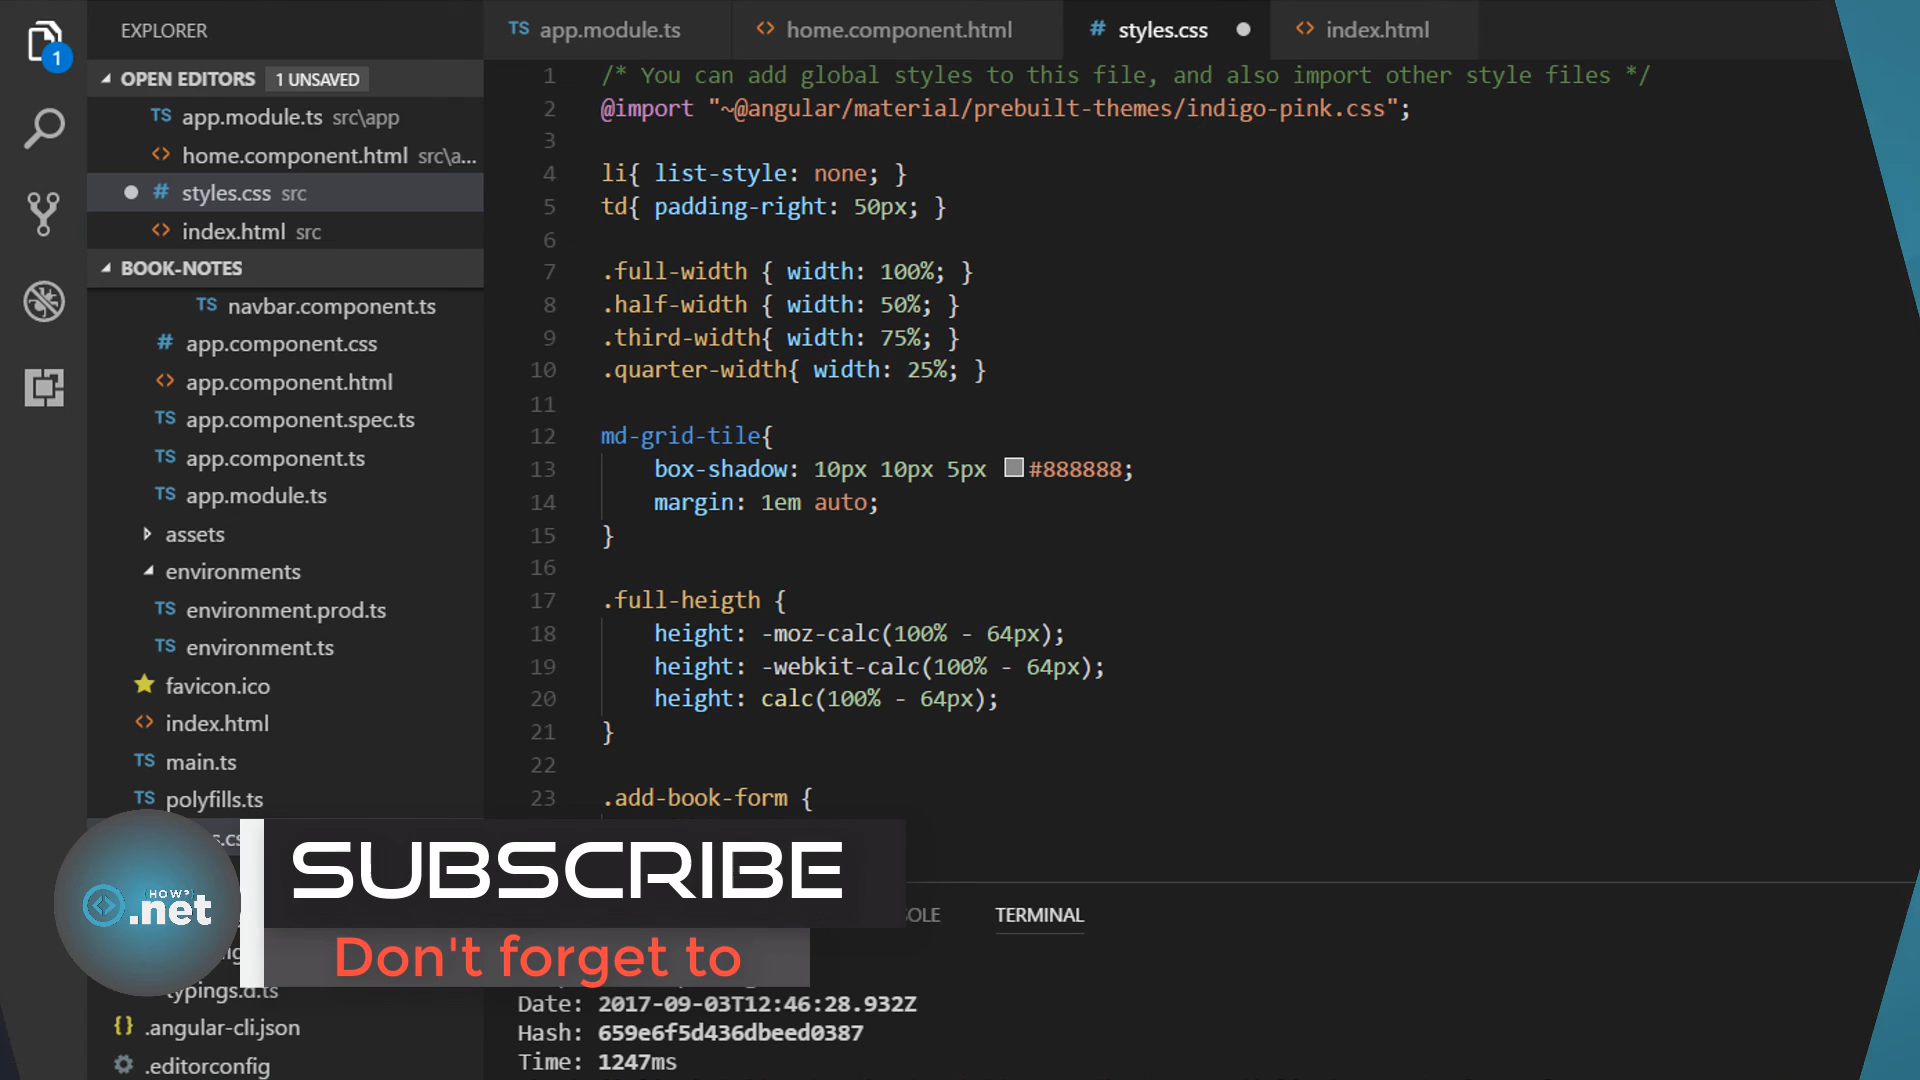 EXPLORER
OPEN EDITORS 1 UNSAVED
TS app.module.ts src\app
<> home.component.html src\a...
# styles.css src
<> index.html src
BOOK-NOTES
TS navbar.component.ts
# app.component.css
<> app.component.html
TS app.component.spec.ts
TS app.component.ts
TS app.module.ts
assets
environments
TS environment.prod.ts
TS environment.ts
favicon.ico
<> index.html
TS main.ts
TS polyfills.ts
typings.d.ts
{} .angular-cli.json
.editorconfig
1
TS app.module.ts
<> home.component.html
# styles.css
<> index.html
1 /* You can add global styles to this file, and also import other style files */
2 @import "~@angular/material/prebuilt-themes/indigo-pink.css";
3
4 li{ list-style: none; }
5 td{ padding-right: 50px; }
6
7 .full-width { width: 100%; }
8 .half-width { width: 50%; }
9 .third-width{ width: 75%; }
10 .quarter-width{ width: 25%; }
11
12 md-grid-tile{
13 box-shadow: 10px 10px 5px #888888;
14 margin: 1em auto;
15 }
16
17 .full-heigth {
18 height: -moz-calc(100% - 64px);
19 height: -webkit-calc(100% - 64px);
20 height: calc(100% - 64px);
21 }
22
23 .add-book-form {
TERMINAL
Date: 2017-09-03T12:46:28.932Z
Hash: 659e6f5d436dbeed0387
Time: 1247ms
HOW?
.net
SUBSCRIBE
Don't forget to